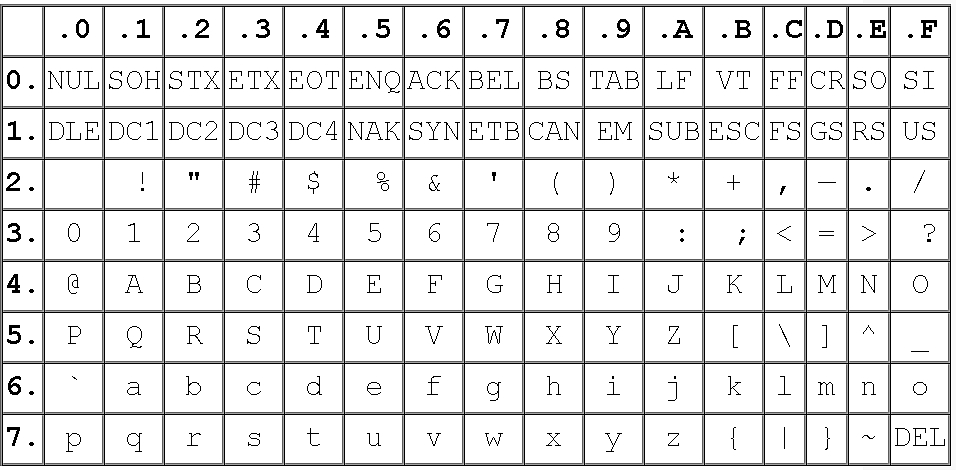 .0 .1 .2 .3 .4 .5 .6 .7 .8 .9 .A .B .C .D .E .F
0. NUL SOH STX ETX EOT ENQ ACK BEL BS TAB LF VT FF CR SO SI
1. DLE DC1 DC2 DC3 DC4 NAK SYN ETB CAN EM SUB ESC FS GS RS US
2. ! " # $ % & ' ( ) * + , — . /
3. 0 1 2 3 4 5 6 7 8 9 : ; < = > ?
4. @ A B C D E F G H I J K L M N O
5. P Q R S T U V W X Y Z [ \ ] ^ _
6. ` a b c d e f g h i j k l m n o
7. p q r s t u v w x y z { | } ~ DEL